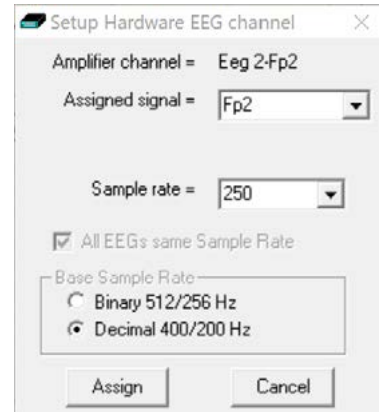 Setup Hardware EEG channel
Amplifier channel = Eeg 2-Fp2
Assigned signal = Fp2
Sample rate = 250
All EEGs same Sample Rate
Base Sample Rate
Binary 512/256 Hz
Decimal 400/200 Hz
Assign Cancel